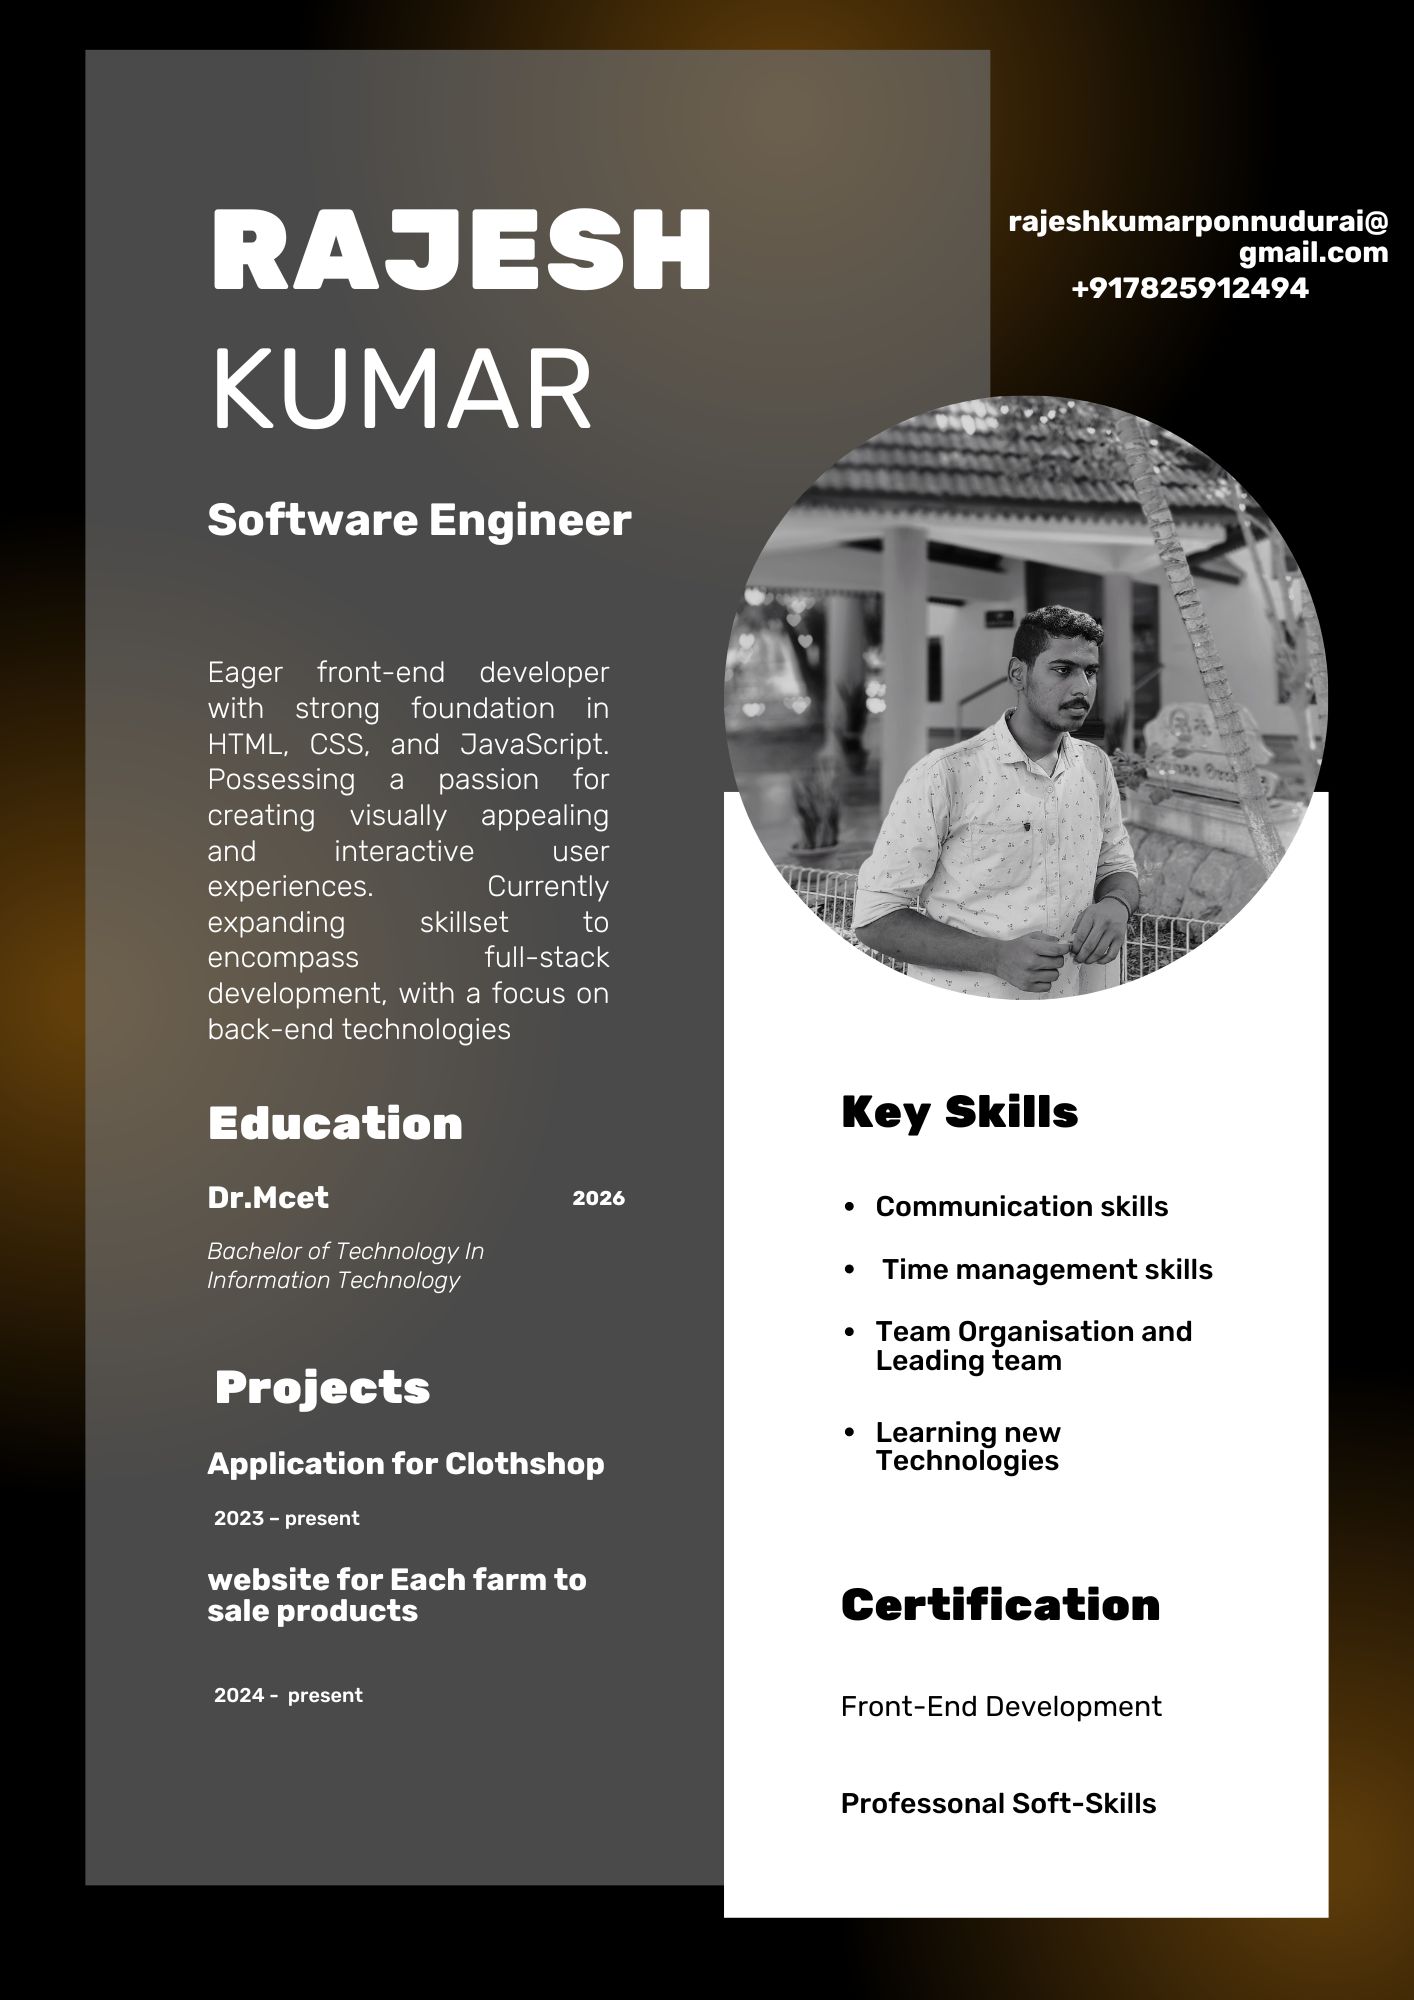 RAJESH
KUMAR
Software Engineer
rajeshkumarponnudurai@
gmail.com
+917825912494
Eager front-end developer
with strong foundation in
HTML, CSS, and JavaScript.
Possessing a passion for
creating visually appealing
and interactive user
experiences. Currently
expanding skillset to
encompass full-stack
development, with a focus on
back-end technologies
Education
Dr.Mcet 2026
Bachelor of Technology In
Information Technology
Projects
Application for Clothshop
2023 – present
website for Each farm to
sale products
2024 - present
Key Skills
• Communication skills
• Time management skills
• Team Organisation and
Leading team
• Learning new
Technologies
Certification
Front-End Development
Professonal Soft-Skills